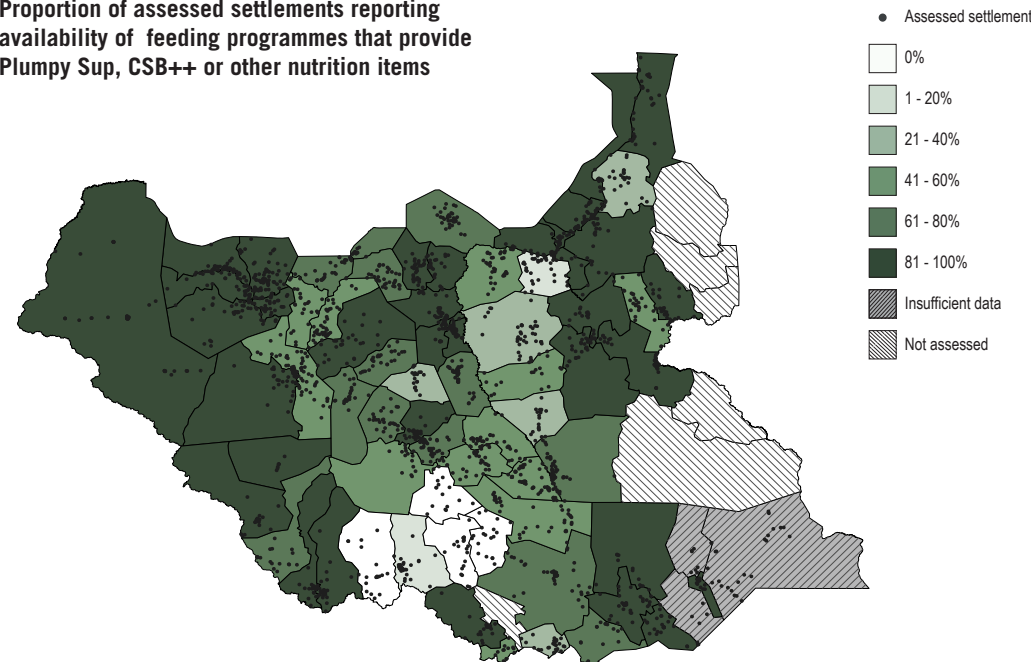 Proportion of assessed settlements reporting
availability of feeding programmes that provide
Plumpy Sup, CSB++ or other nutrition items
Assessed settlement
0%
1 - 20%
21 - 40%
41 - 60%
61 - 80%
81 - 100%
Insufficient data
Not assessed